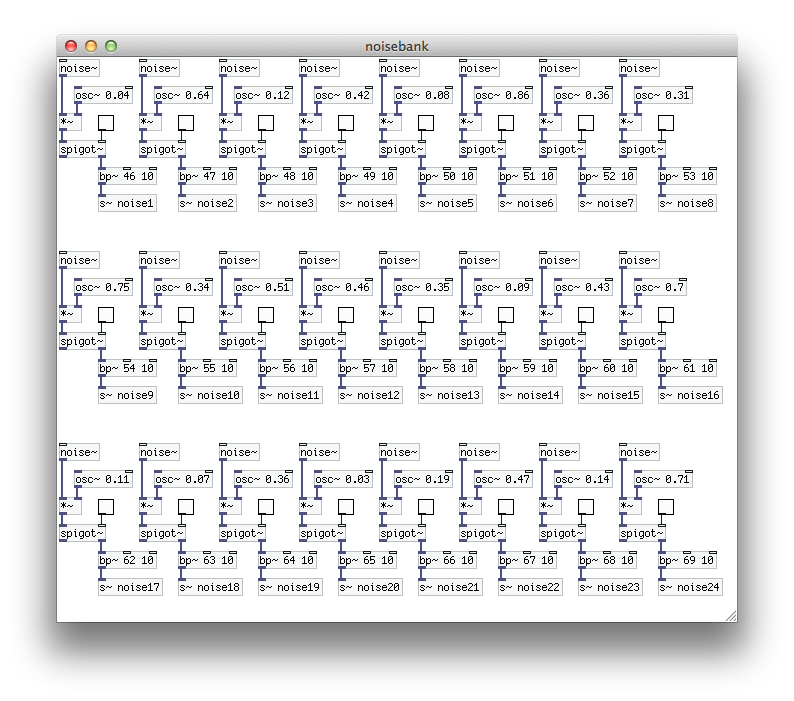 noisebank
noise~ noise~ noise~ noise~ noise~ noise~ noise~ noise~
osc~ 0.04 osc~ 0.64 osc~ 0.12 osc~ 0.42 osc~ 0.08 osc~ 0.86 osc~ 0.36 osc~ 0.31
*~ *~ *~ *~ *~ *~ *~ *~
spigot~ spigot~ spigot~ spigot~ spigot~ spigot~ spigot~ spigot~
bp~ 46 10 bp~ 47 10 bp~ 48 10 bp~ 49 10 bp~ 50 10 bp~ 51 10 bp~ 52 10 bp~ 53 10
s~ noise1 s~ noise2 s~ noise3 s~ noise4 s~ noise5 s~ noise6 s~ noise7 s~ noise8
noise~ noise~ noise~ noise~ noise~ noise~ noise~ noise~
osc~ 0.75 osc~ 0.34 osc~ 0.51 osc~ 0.46 osc~ 0.35 osc~ 0.09 osc~ 0.43 osc~ 0.7
*~ *~ *~ *~ *~ *~ *~ *~
spigot~ spigot~ spigot~ spigot~ spigot~ spigot~ spigot~ spigot~
bp~ 54 10 bp~ 55 10 bp~ 56 10 bp~ 57 10 bp~ 58 10 bp~ 59 10 bp~ 60 10 bp~ 61 10
s~ noise9 s~ noise10 s~ noise11 s~ noise12 s~ noise13 s~ noise14 s~ noise15 s~ noise16
noise~ noise~ noise~ noise~ noise~ noise~ noise~ noise~
osc~ 0.11 osc~ 0.07 osc~ 0.36 osc~ 0.03 osc~ 0.19 osc~ 0.47 osc~ 0.14 osc~ 0.71
*~ *~ *~ *~ *~ *~ *~ *~
spigot~ spigot~ spigot~ spigot~ spigot~ spigot~ spigot~ spigot~
bp~ 62 10 bp~ 63 10 bp~ 64 10 bp~ 65 10 bp~ 66 10 bp~ 67 10 bp~ 68 10 bp~ 69 10
s~ noise17 s~ noise18 s~ noise19 s~ noise20 s~ noise21 s~ noise22 s~ noise23 s~ noise24